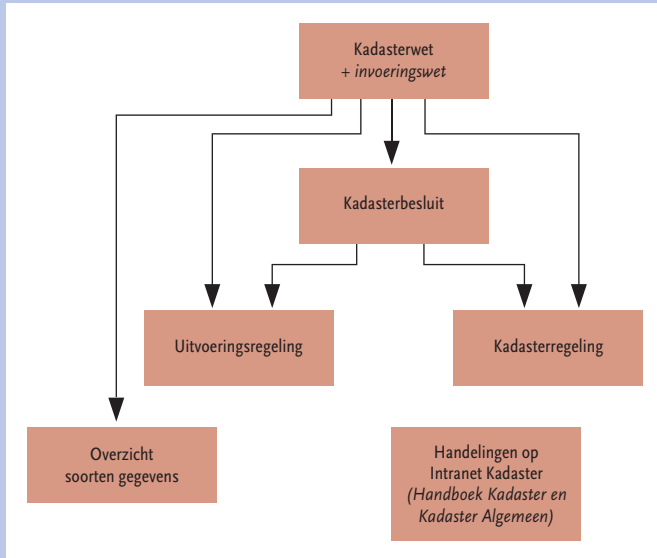 Kadasterwet
+ invoeringswet
Kadasterbesluit
Uitvoeringsregeling
Kadasterregeling
Overzicht
soorten gegevens
Handelingen op
Intranet Kadaster
(Handboek Kadaster en
Kadaster Algemeen)